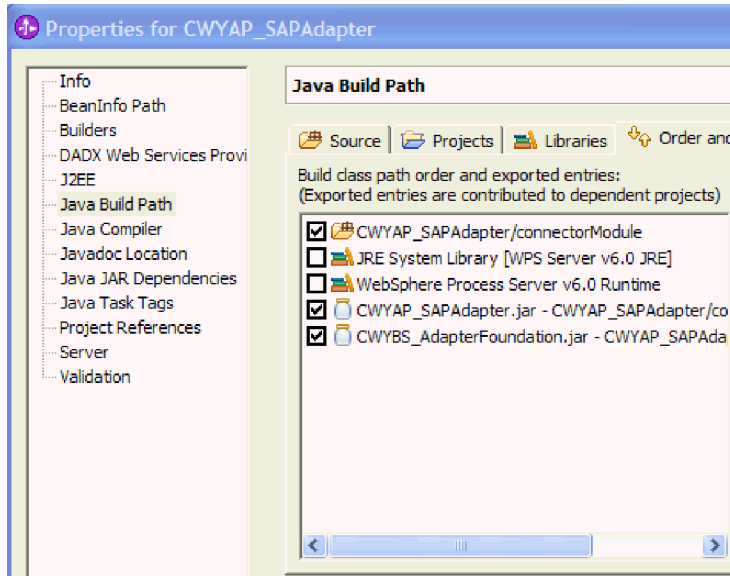 Properties for CWYAP_SAPAdapter
Info
BeanInfo Path
Builders
DADX Web Services Provi
J2EE
Java Build Path
Java Compiler
Javadoc Location
Java JAR Dependencies
Java Task Tags
Project References
Server
Validation
Java Build Path
Source Projects Libraries Order and
Build class path order and exported entries:
(Exported entries are contributed to dependent projects)
CWYAP_SAPAdapter/connectorModule
JRE System Library [WPS Server v6.0 JRE]
WebSphere Process Server v6.0 Runtime
CWYAP_SAPAdapter.jar - CWYAP_SAPAdapter/co
CWYBS_AdapterFoundation.jar - CWYAP_SAPAda